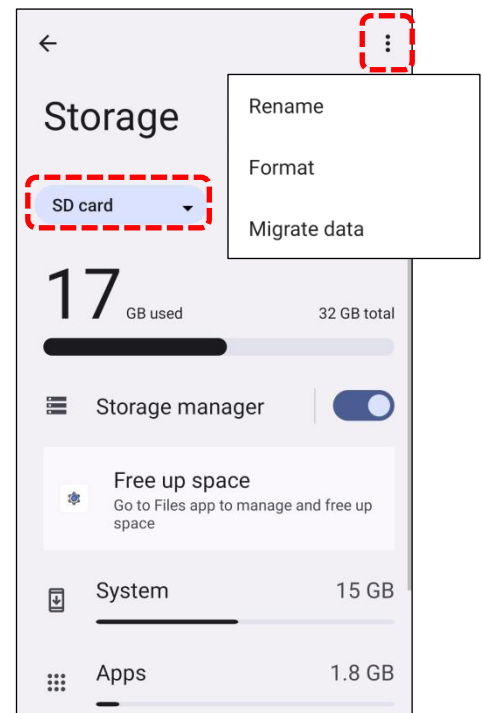 Storage
Rename
Format
Migrate data
SD card
17 GB used
32 GB total
Storage manager
Free up space
Go to Files app to manage and free up
space
System 15 GB
Apps 1.8 GB